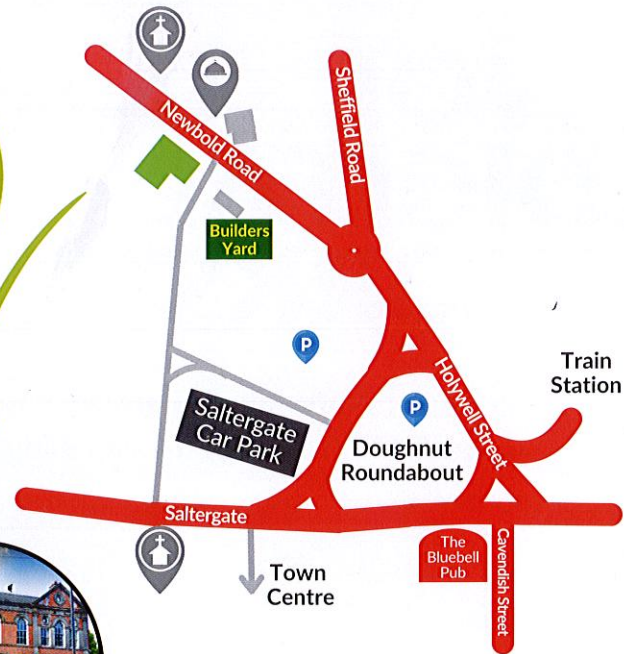 Newbold Road
Sheffield Road
Builders
Yard
P
Holywell Street
Train
Station
P
Saltergate
Car Park
Doughnut
Roundabout
Saltergate
The
Bluebell
Pub
Cavendish Street
Town
Centre